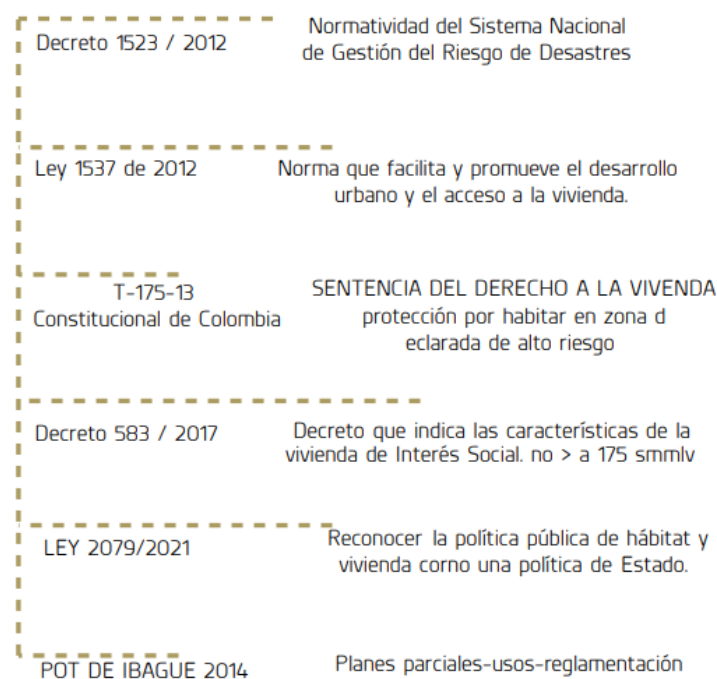 Decreto 1523 / 2012
Normatividad del Sistema Nacional
de Gestión del Riesgo de Desastres
Ley 1537 de 2012
Norma que facilita y promueve el desarrollo
urbano y el acceso a la vivienda.
T-175-13
Constitucional de Colombia
SENTENCIA DEL DERECHO A LA VIVENDA
protección por habitar en zona d
eclarada de alto riesgo
Decreto 583 / 2017
Decreto que indica las características de la
vivienda de Interés Social. no > a 175 smmlv
LEY 2079/2021
Reconocer la política pública de hábitat y
vivienda corno una política de Estado.
POT DE IBAGUE 2014
Planes parciales-usos-reglamentación